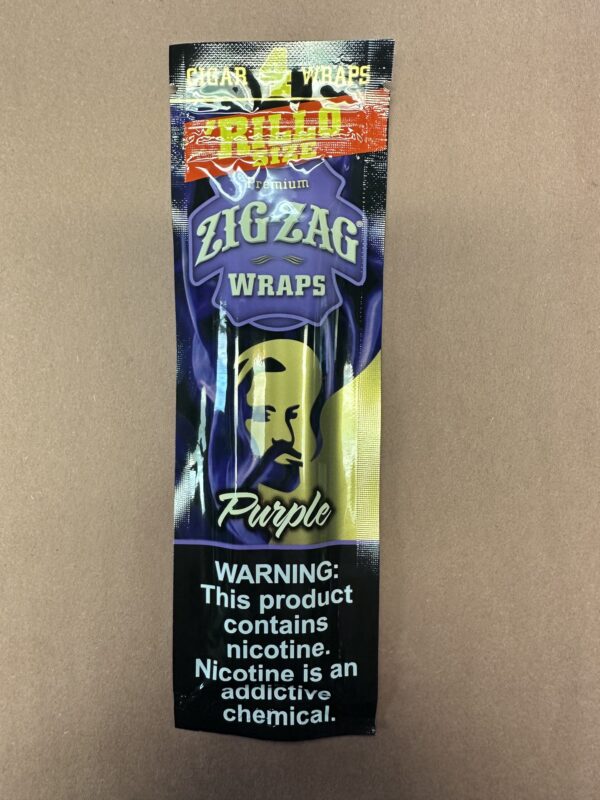 CIGAR 4 WRAPS
'RILLO
SIZE
Premium
ZIG-ZAG®
WRAPS
Purple
WARNING:
This product
contains
nicotine.
Nicotine is an
addictive
chemical.